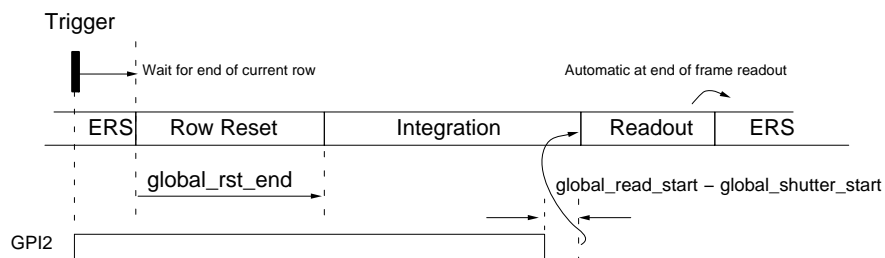 Trigger
Wait for end of current row
Automatic at end of frame readout
ERS Row Reset Integration Readout ERS
global_rst_end
global_read_start − global_shutter_start
GPI2